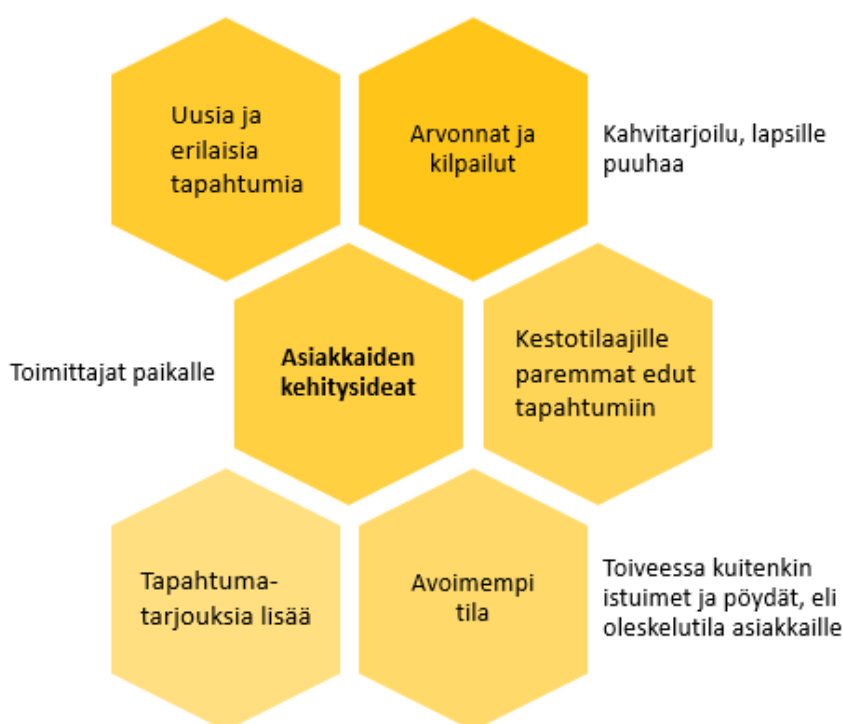 Uusia ja
erilaisia
tapahtumia
Arvonnat ja
kilpailut
Kahvitarjoilu, lapsille
puuhaa
Toimittajat paikalle
Asiakkaiden
kehitysideat
Kestotilaajille
paremmat edut
tapahtumiin
Tapahtuma-
tarjouksia lisää
Avoimempi
tila
Toiveessa kuitenkin
istuimet ja pöydät, eli
oleskelutila asiakkaille